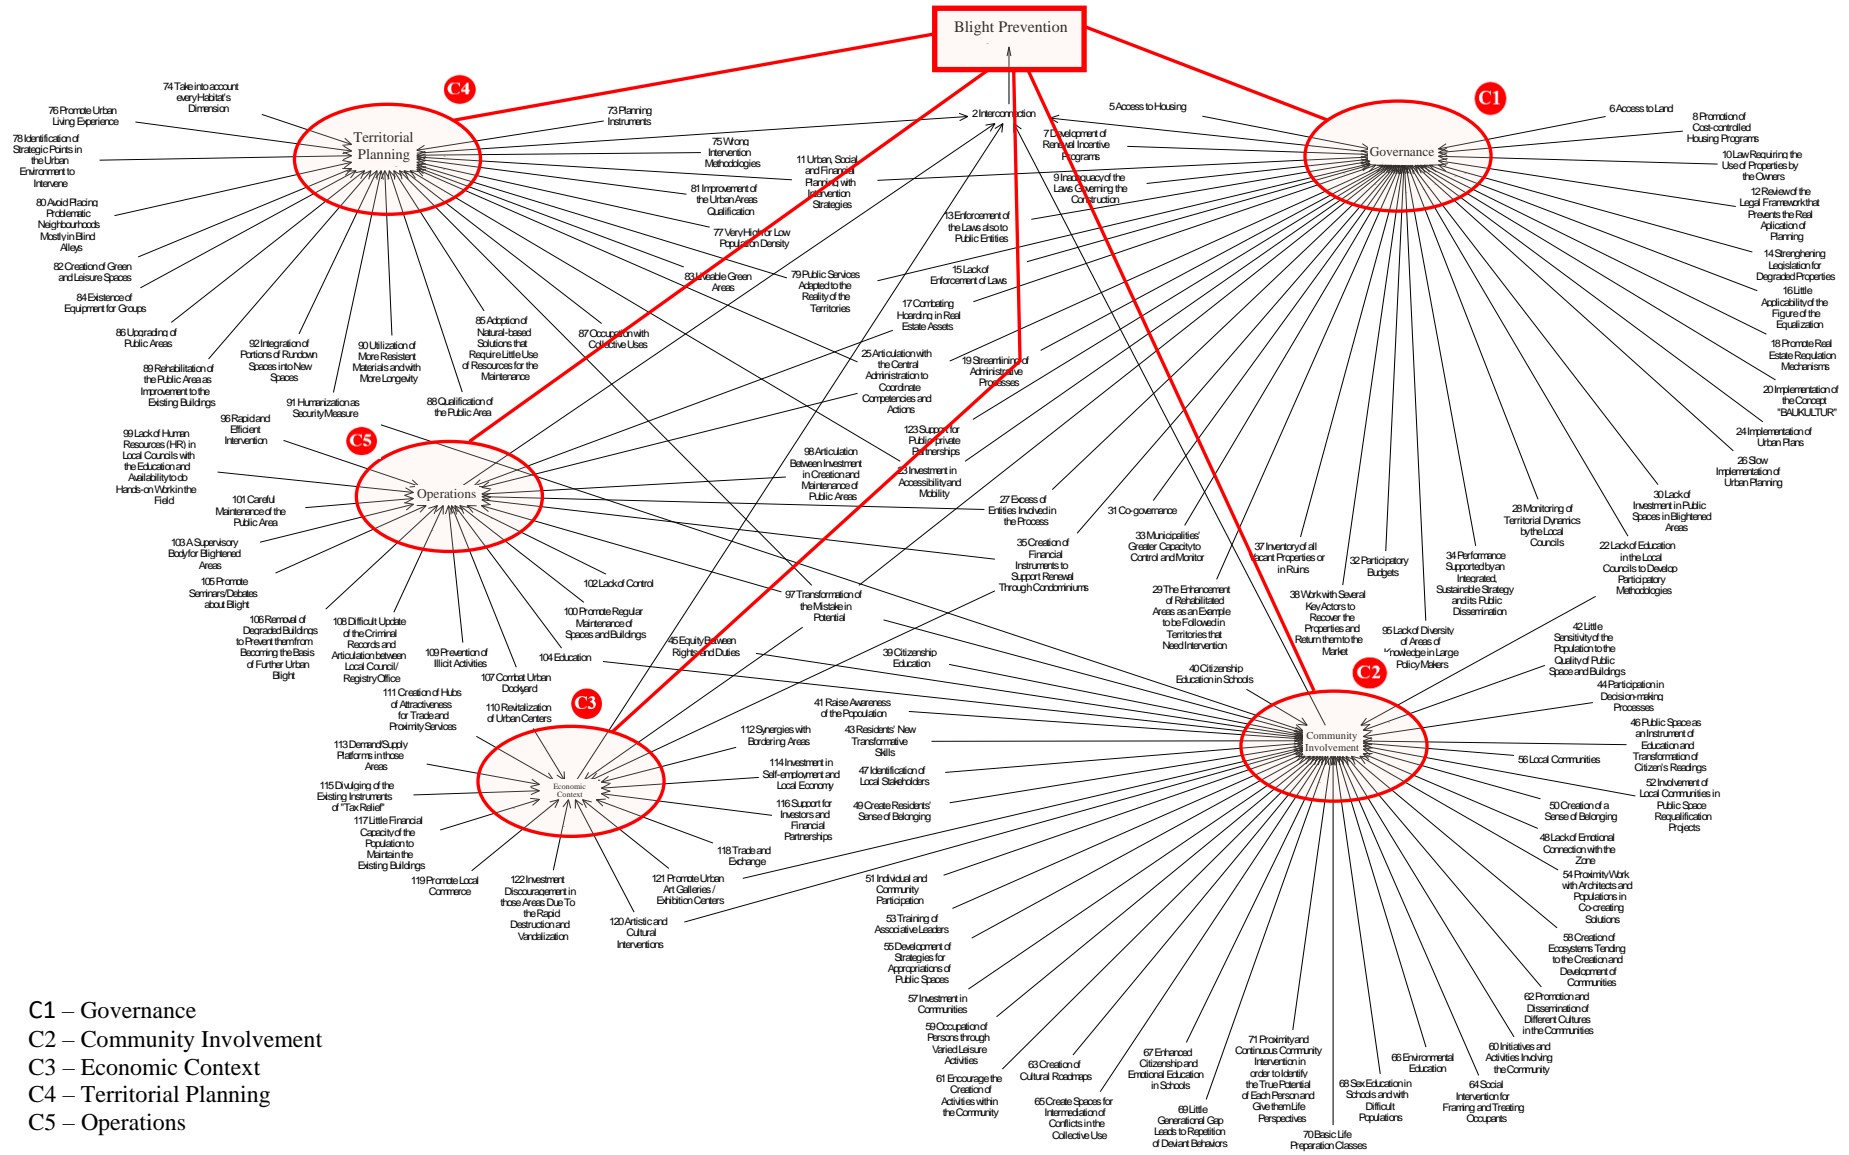 Blight Prevention
C4
C1
74 Take into account
every Habitat's
Dimension
76 Promote Urban
Living Experience
78 Identification of
Strategic Points in
the Urban
Environment to
Intervene
80 Avoid Placing
Problematic
Neighbourhoods
Mostly in Blind
Alleys
82 Creation of Green
and Leisure Spaces
84 Existence of
Equipment for Groups
86 Upgrading of
Public Areas
89 Rehabilitation of
the Public Area as
Improvement to the
Existing Buildings
92 Integration of
Portions of Rundown
Spaces into New
Spaces
91 Humanization as
Security Measure
90 Utilization of
More Resistent
Materials and with
More Longevity
88 Qualification of
the Public Area
85 Adoption of
Natural-based
Solutions that
Require Little Use
of Resources for the
Maintenance
87 Occupation with
Collective Uses
83 Liveable Green
Areas
79 Public Services
Adapted to the
Reality of the
Territories
77 Very High or Low
Population Density
81 Improvement of
the Urban Areas
Qualification
75 Wrong
Intervention
Methodologies
73 Planning
Instruments
Territorial
Planning
11 Urban, Social
and Financial
Planning with
Intervention
Strategies
2 Interconnection
5 Access to Housing
7 Development of
Renewal Incentive
Programs
9 Inadequacy of the
Laws Governing the
Construction
13 Enforcement of
the Laws also to
Public Entities
15 Lack of
Enforcement of Laws
17 Combating
Hoarding in Real
Estate Assets
25 Articulation with
the Central
Administration to
Coordinate
Competencies and
Actions
19 Streamlining of
Administrative
Processes
123 Support for
Public-private
Partnerships
23 Investment in
Accessibility and
Mobility
27 Excess of
Entities Involved in
the Process
35 Creation of
Financial
Instruments to
Support Renewal
Through Condominiums
31 Co-governance
33 Municipalities'
Greater Capacity to
Control and Monitor
29 The Enhancement
of Rehabilitated
Areas as an Example
to be Followed in
Territories that
Need Intervention
37 Inventory of all
Vacant Properties or
in Ruins
38 Work with Several
Key Actors to
Recover the
Properties and
Return them to the
Market
32 Participatory
Budgets
95 Lack of Diversity
of Areas of
Knowledge in Large
Policy Makers
34 Performance
Supported by an
Integrated,
Sustainable Strategy
and its Public
Dissemination
28 Monitoring of
Territorial Dynamics
by the Local
Councils
22 Lack of Education
in the Local
Councils to Develop
Participatory
Methodologies
30 Lack of
Investment in Public
Spaces in Blightened
Areas
26 Slow
Implementation of
Urban Planning
24 Implementation of
Urban Plans
20 Implementation of
the Concept
"BAUKULTUR"
18 Promote Real
Estate Regulation
Mechanisms
16 Little
Applicability of the
Figure of the
Equalization
14 Strenghening
Legislation for
Degraded Properties
12 Review of the
Legal Framework that
Prevents the Real
Aplication of
Planning
10 Law Requiring the
Use of Properties by
the Owners
8 Promotion of
Cost-controlled
Housing Programs
6 Access to Land
Governance
C5
Operations
96 Rapid and
Efficient
Intervention
99 Lack of Human
Resources (HR) in
Local Councils with
the Education and
Availability to do
Hands-on Work in the
Field
101 Careful
Maintenance of the
Public Area
103 A Supervisory
Body for Blightened
Areas
105 Promote
Seminars/Debates
about Blight
106 Removal of
Degraded Buildings
to Prevent them from
Becoming the Basis
of Further Urban
Blight
108 Difficult Update
of the Criminal
Records and
Articulation between
Local Council/
Registry Office
109 Prevention of
Illicit Activities
107 Combat Urban
Dockyard
104 Education
100 Promote Regular
Maintenance of
Spaces and Buildings
102 Lack of Control
98 Articulation
Between Investment
in Creation and
Maintenance of
Public Areas
97 Transformation of
the Mistake in
Potential
C3
Economic
Context
111 Creation of Hubs
of Attractiveness
for Trade and
Proximity Services
110 Revitalization
of Urban Centers
113 Demand/Supply
Platforms in those
Areas
115 Divulging of the
Existing Instruments
of "Tax Relief"
117 Little Financial
Capacity of the
Population to
Maintain the
Existing Buildings
119 Promote Local
Commerce
122 Investment
Discouragement in
those Areas Due To
the Rapid
Destruction and
Vandalization
120 Artistic and
Cultural
Interventions
121 Promote Urban
Art Galleries /
Exhibition Centers
118 Trade and
Exchange
116 Support for
Investors and
Financial
Partnerships
114 Investment in
Self-employment and
Local Economy
112 Synergies with
Bordering Areas
C2
Community
Involvement
45 Equity Between
Rights and Duties
39 Citizenship
Education
40 Citizenship
Education in Schools
41 Raise Awareness
of the Population
43 Residents' New
Transformative
Skills
47 Identification of
Local Stakeholders
49 Create Residents'
Sense of Belonging
51 Individual and
Community
Participation
53 Training of
Associative Leaders
55 Development of
Strategies for
Appropriations of
Public Spaces
57 Investment in
Communities
59 Occupation of
Persons through
Varied Leisure
Activities
61 Encourage the
Creation of
Activities within
the Community
63 Creation of
Cultural Roadmaps
65 Create Spaces for
Intermediation of
Conflicts in the
Collective Use
67 Enhanced
Citizenship and
Emotional Education
in Schools
69 Little
Generational Gap
Leads to Repetition
of Deviant Behaviors
71 Proximity and
Continuous Community
Intervention in
order to Identify
the True Potential
of Each Person and
Give them Life
Perspectives
70 Basic Life
Preparation Classes
68 Sex Education in
Schools and with
Difficult
Populations
66 Environmental
Education
64 Social
Intervention for
Framing and Treating
Occupants
60 Initiatives and
Activities Involving
the Community
62 Promotion and
Dissemination of
Different Cultures
in the Communities
58 Creation of
Ecosystems Tending
to the Creation and
Development of
Communities
54 Proximity Work
with Architects and
Populations in
Co-creating
Solutions
48 Lack of Emotional
Connection with the
Zone
50 Creation of a
Sense of Belonging
52 Involvement of
Local Communities in
Public Space
Requalification
Projects
56 Local Communities
46 Public Space as
an Instrument of
Education and
Transformation of
Citizen's Readings
44 Participation in
Decision-making
Processes
42 Little
Sensitivity of the
Population to the
Quality of Public
Space and Buildings
C1 – Governance
C2 – Community Involvement
C3 – Economic Context
C4 – Territorial Planning
C5 – Operations